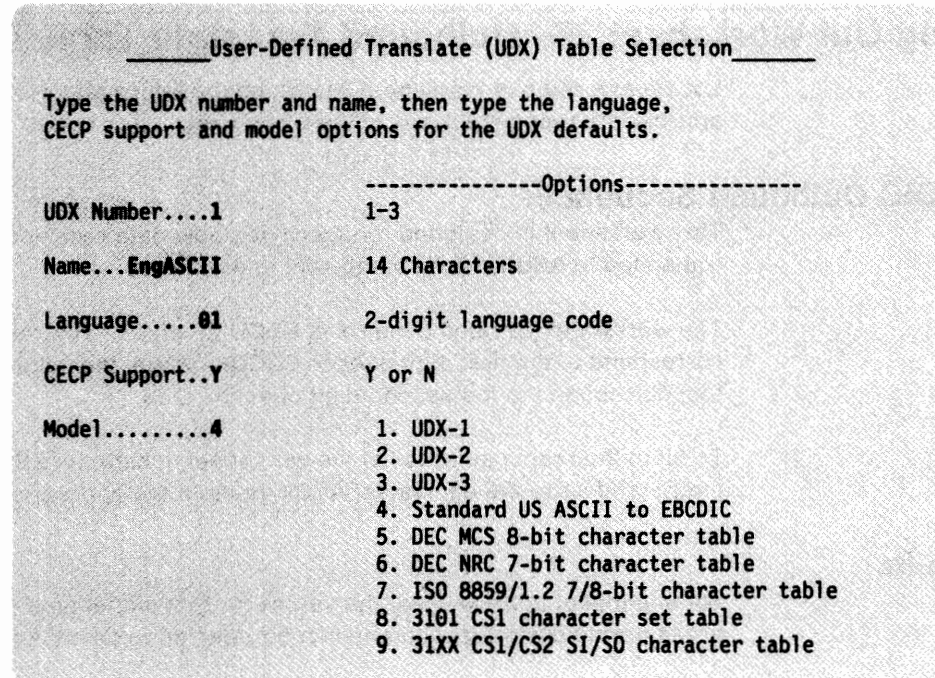 _______User-Defined Translate (UDX) Table Selection_______
Type the UDX number and name, then type the language,
CECP support and model options for the UDX defaults.
---------------Options---------------
UDX Number....1 1-3
Name...EngASCII 14 Characters
Language.....01 2-digit language code
CECP Support..Y Y or N
Model.........4 1. UDX-1
2. UDX-2
3. UDX-3
4. Standard US ASCII to EBCDIC
5. DEC MCS 8-bit character table
6. DEC NRC 7-bit character table
7. ISO 8859/1.2 7/8-bit character table
8. 3101 CS1 character set table
9. 31XX CS1/CS2 SI/SO character table